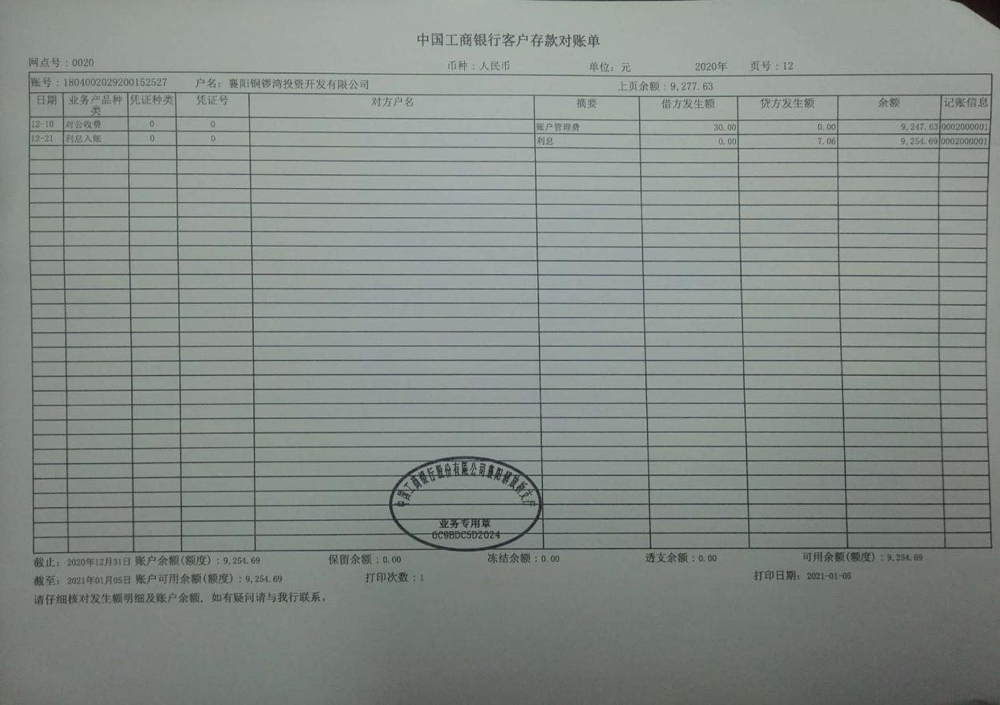 中国工商银行客户存款对账单
网点号：0020 币种：人民币 单位：元 2020年 页号：12
账号：1804002029200152527 户名：襄阳铜锣湾投资开发有限公司 上页余额：9,277.63
日期 业务产品种类 凭证种类 凭证号 对方户名 摘要 借方发生额 贷方发生额 余额 记账信息
12-10 对公收费 0 0 账户管理费 30.00 0.00 9,247.63 0002000001
12-21 利息入账 0 0 利息 0.00 7.06 9,254.69 0002000001
中国工商银行股份有限公司襄阳解放桥支行
业务专用章
6C9BDC5D2024
截止：2020年12月31日 账户余额(额度)：9,254.69 保留余额：0.00 冻结余额：0.00 透支余额：0.00 可用余额(额度)：9,254.69
截至：2021年01月05日 账户可用余额(额度)：9,254.69 打印次数：1 打印日期：2021-01-05
请仔细核对发生额明细及账户余额，如有疑问请与我行联系。